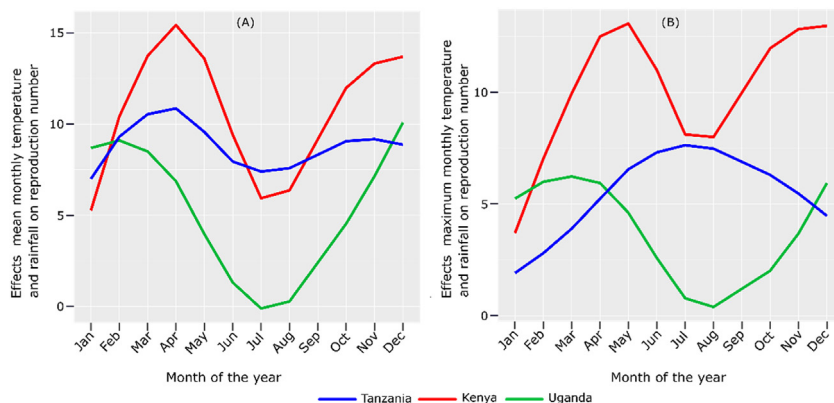 (A)
Effects mean monthly temperature
and rainfall on reproduction number
15
10
5
0
Jan Feb Mar Apr May Jun Jul Aug Sep Oct Nov Dec
Month of the year
(B)
Effects maximum monthly temperature
and rainfall on reproduction number
10
5
0
Jan Feb Mar Apr May Jun Jul Aug Sep Oct Nov Dec
Month of the year
Tanzania Kenya Uganda